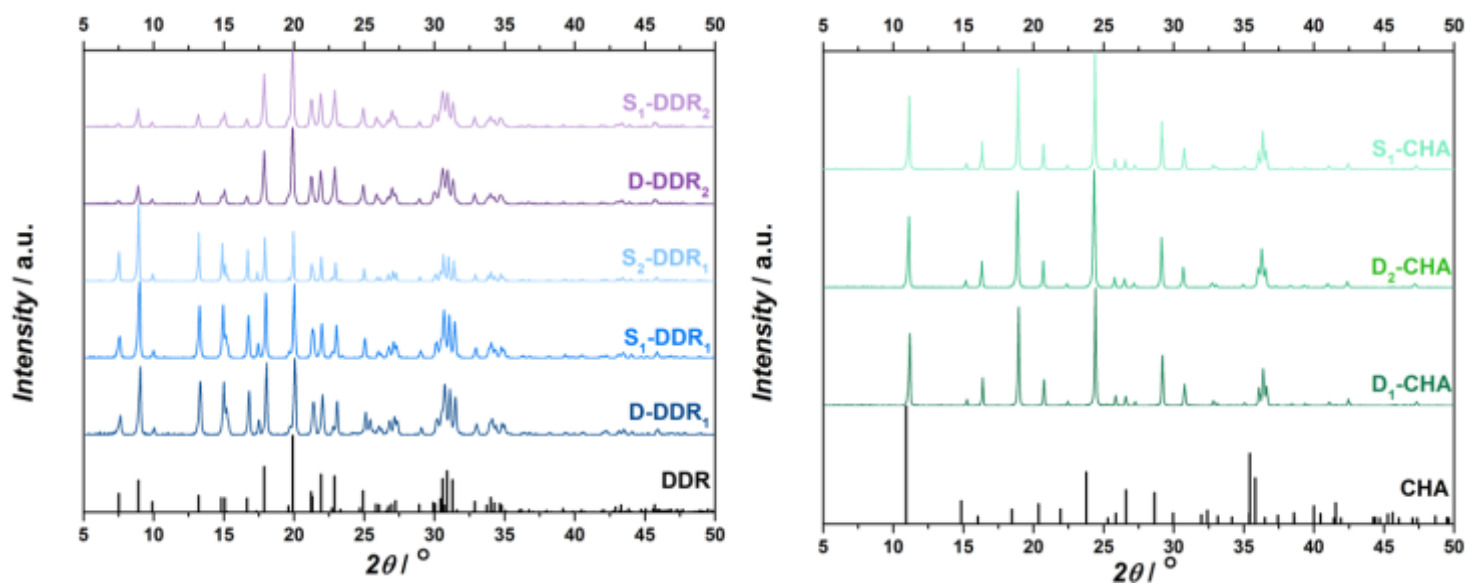 5 10 15 20 25 30 35 40 45 50
S₁-DDR₂
D-DDR₂
S₂-DDR₁
S₁-DDR₁
D-DDR₁
DDR
Intensity / a.u.
5 10 15 20 25 30 35 40 45 50
2θ / °
5 10 15 20 25 30 35 40 45 50
S₁-CHA
D₂-CHA
D₁-CHA
CHA
Intensity / a.u.
5 10 15 20 25 30 35 40 45 50
2θ / °